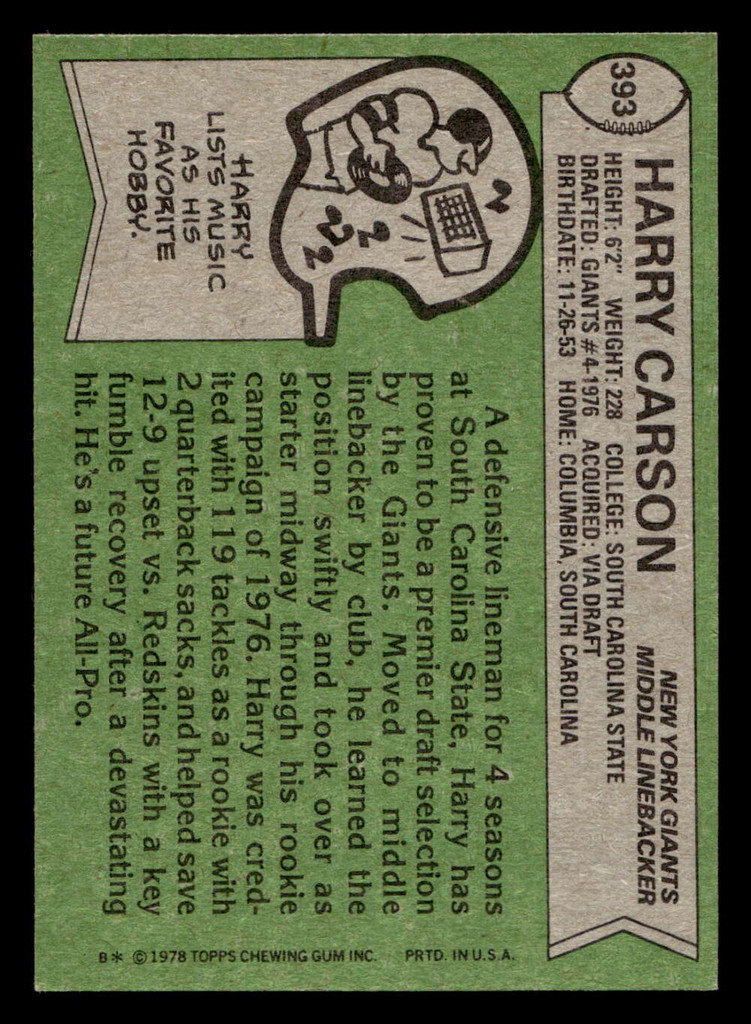 393
HARRY CARSON
NEW YORK GIANTS
MIDDLE LINEBACKER
HEIGHT: 6'2" WEIGHT: 228 COLLEGE: SOUTH CAROLINA STATE
DRAFTED: GIANTS #4-1976 ACQUIRED: VIA DRAFT
BIRTHDATE: 11-26-53 HOME: COLUMBIA, SOUTH CAROLINA
HARRY
LISTS MUSIC
AS HIS
FAVORITE
HOBBY.
A defensive lineman for 4 seasons
at South Carolina State, Harry has
proven to be a premier draft selection
by the Giants. Moved to middle
linebacker by club, he learned the
position swiftly and took over as
starter midway through his rookie
campaign of 1976. Harry was cred-
ited with 119 tackles as a rookie with
2 quarterback sacks, and helped save
12-9 upset vs. Redskins with a key
fumble recovery after a devastating
hit. He's a future All-Pro.
B* © 1978 TOPPS CHEWING GUM INC. PRTD. IN U.S.A.